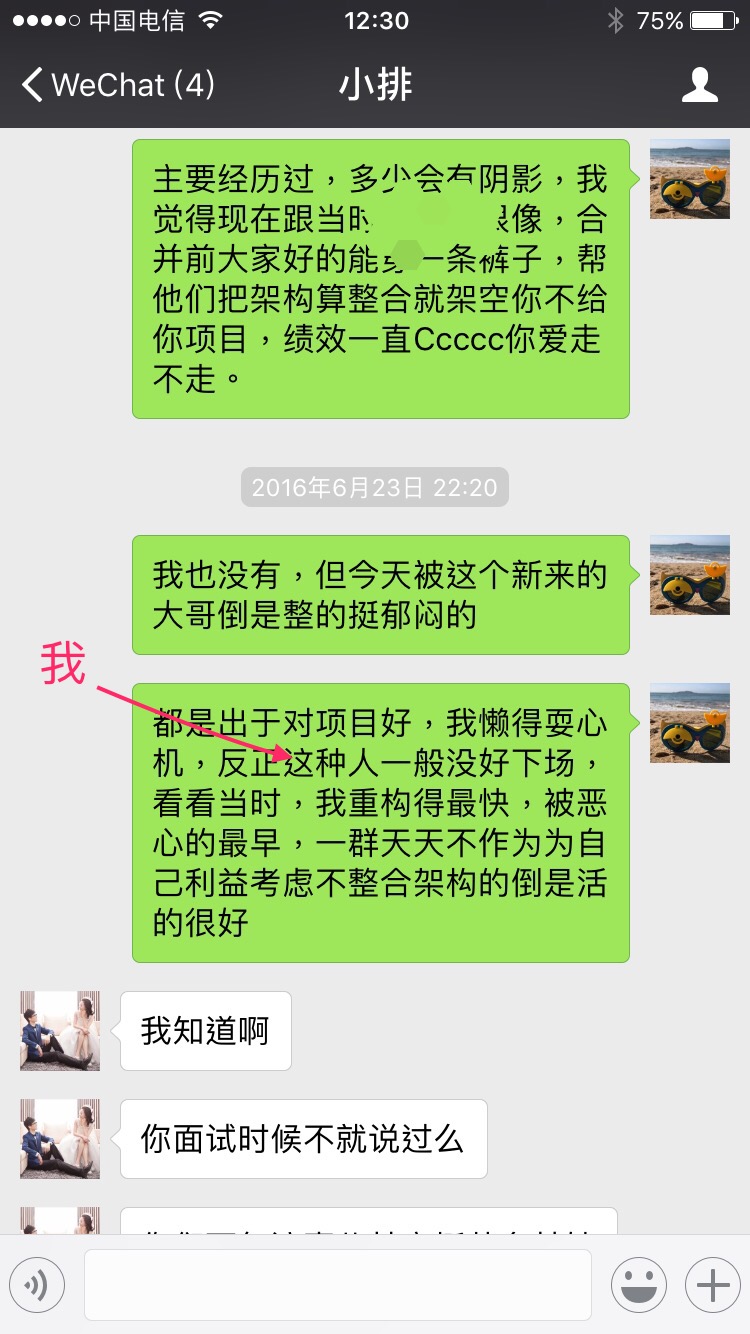 中国电信 12:30 75%
WeChat (4) 小排
主要经历过，多少会有阴影，我
觉得现在跟当时 很像，合
并前大家好的能穿一条裤子，帮
他们把架构算整合就架空你不给
你项目，绩效一直Ccccc你爱走
不走。
2016年6月23日 22:20
我也没有，但今天被这个新来的
大哥倒是整的挺郁闷的
我
都是出于对项目好，我懒得耍心
机，反正这种人一般没好下场，
看看当时，我重构得最快，被恶
心的最早，一群天天不作为为自
己利益考虑不整合架构的倒是活
的很好
我知道啊
你面试时候不就说过么